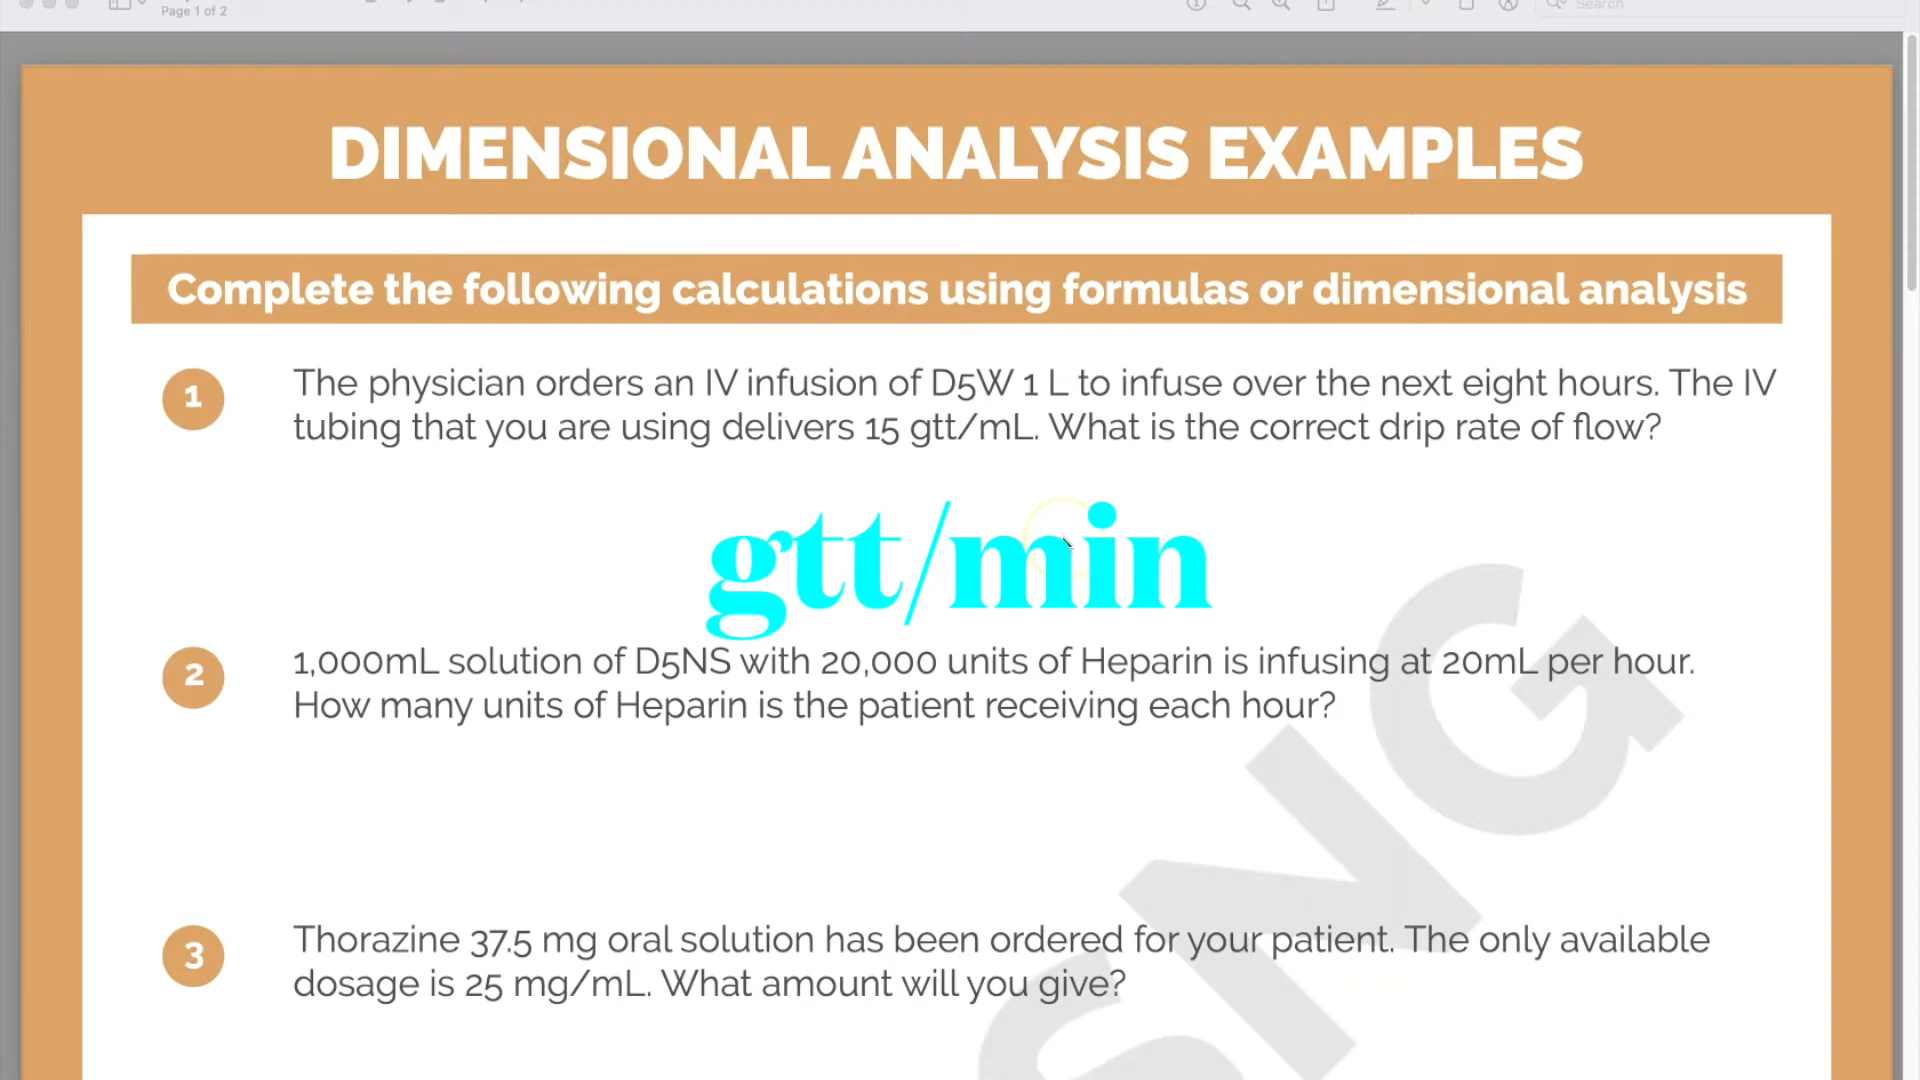 Page 1 of 2
Search
DIMENSIONAL ANALYSIS EXAMPLES
Complete the following calculations using formulas or dimensional analysis
1
The physician orders an IV infusion of D5W 1 L to infuse over the next eight hours. The IV
tubing that you are using delivers 15 gtt/mL. What is the correct drip rate of flow?
gtt/min
2
1,000mL solution of D5NS with 20,000 units of Heparin is infusing at 20mL per hour.
How many units of Heparin is the patient receiving each hour?
3
Thorazine 37.5 mg oral solution has been ordered for your patient. The only available
dosage is 25 mg/mL. What amount will you give?
SNG